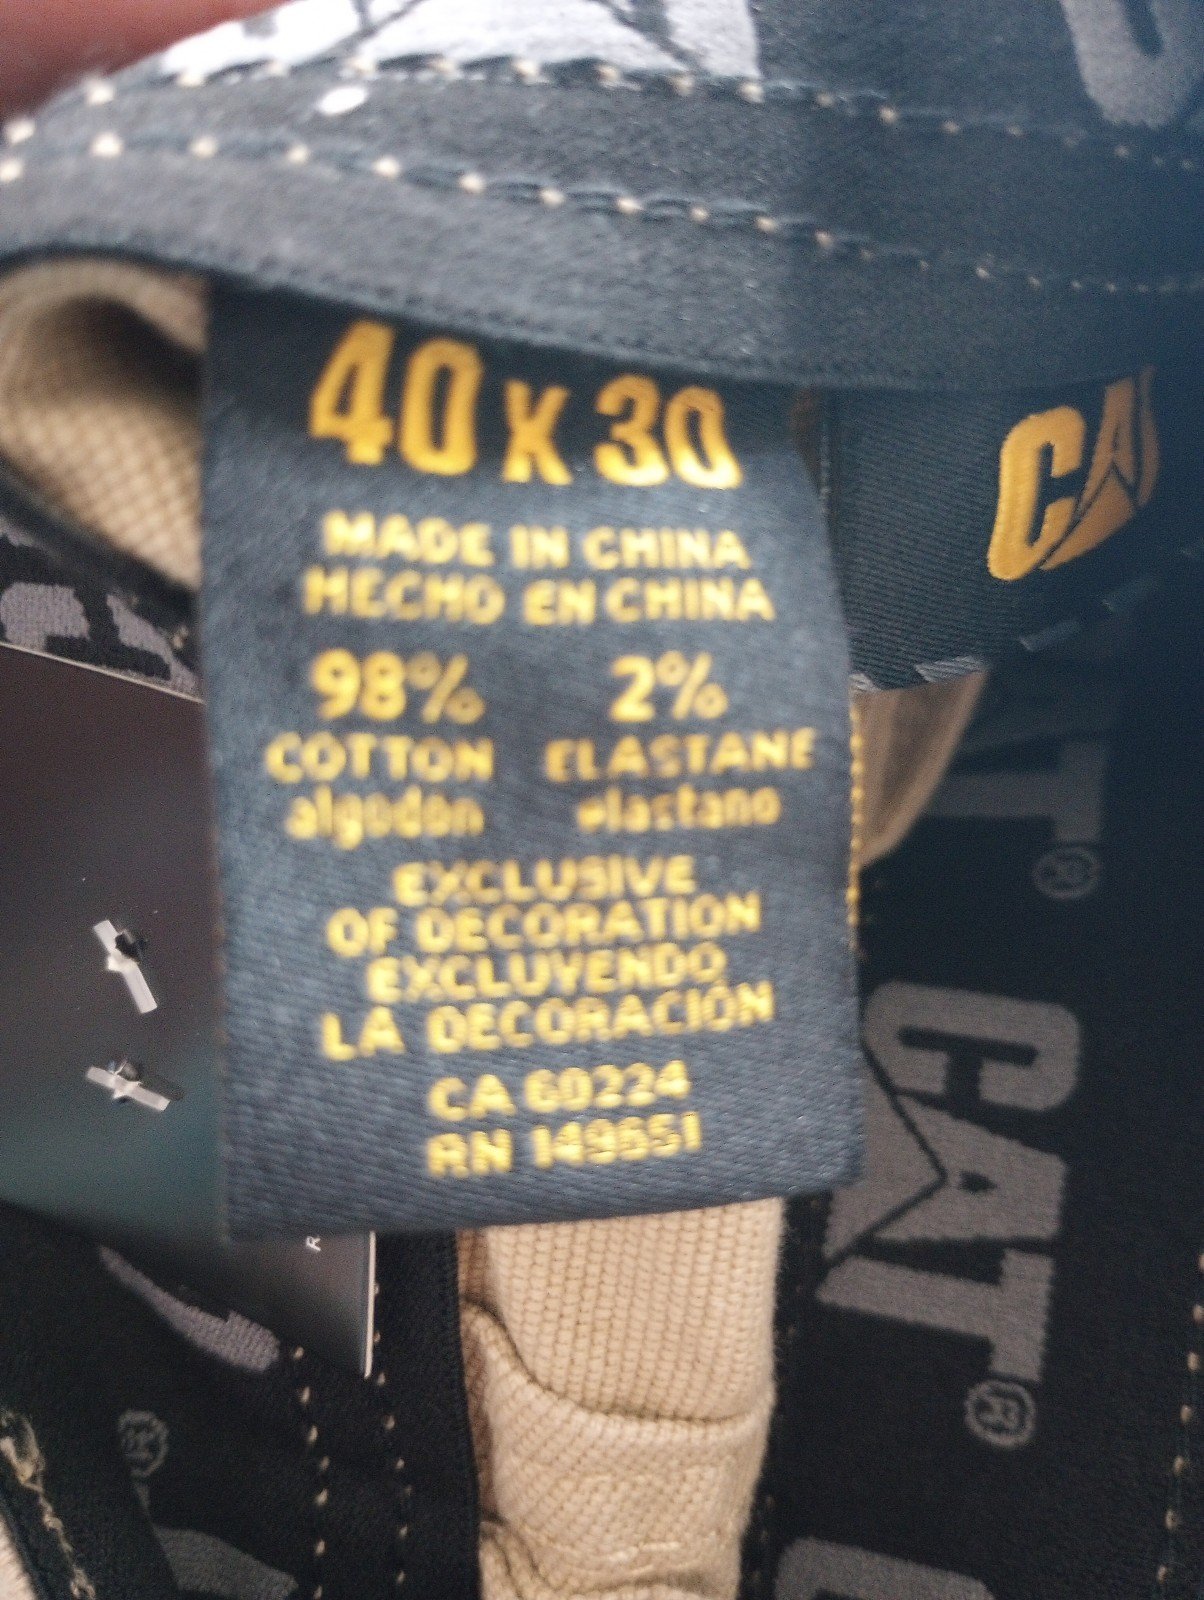 40 X 30
MADE IN CHINA
HECHO EN CHINA
98% 2%
COTTON ELASTANE
algodon elastano
EXCLUSIVE
OF DECORATION
EXCLUYENDO
LA DECORACIÓN
CA 60224
RN 149651
CAT
T®
CAT®
R